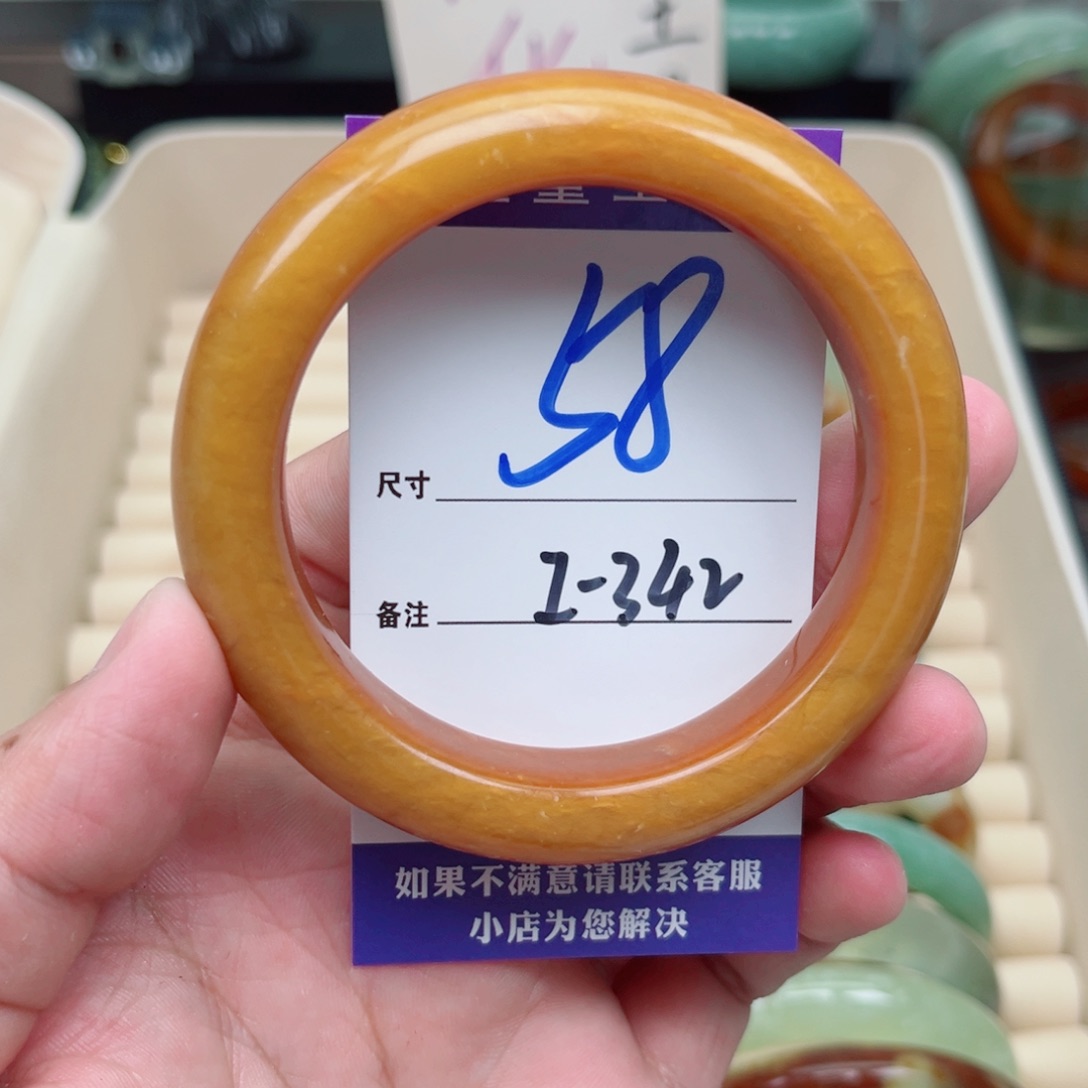 58
尺寸
I-342
备注
如果不满意请联系客服
小店为您解决